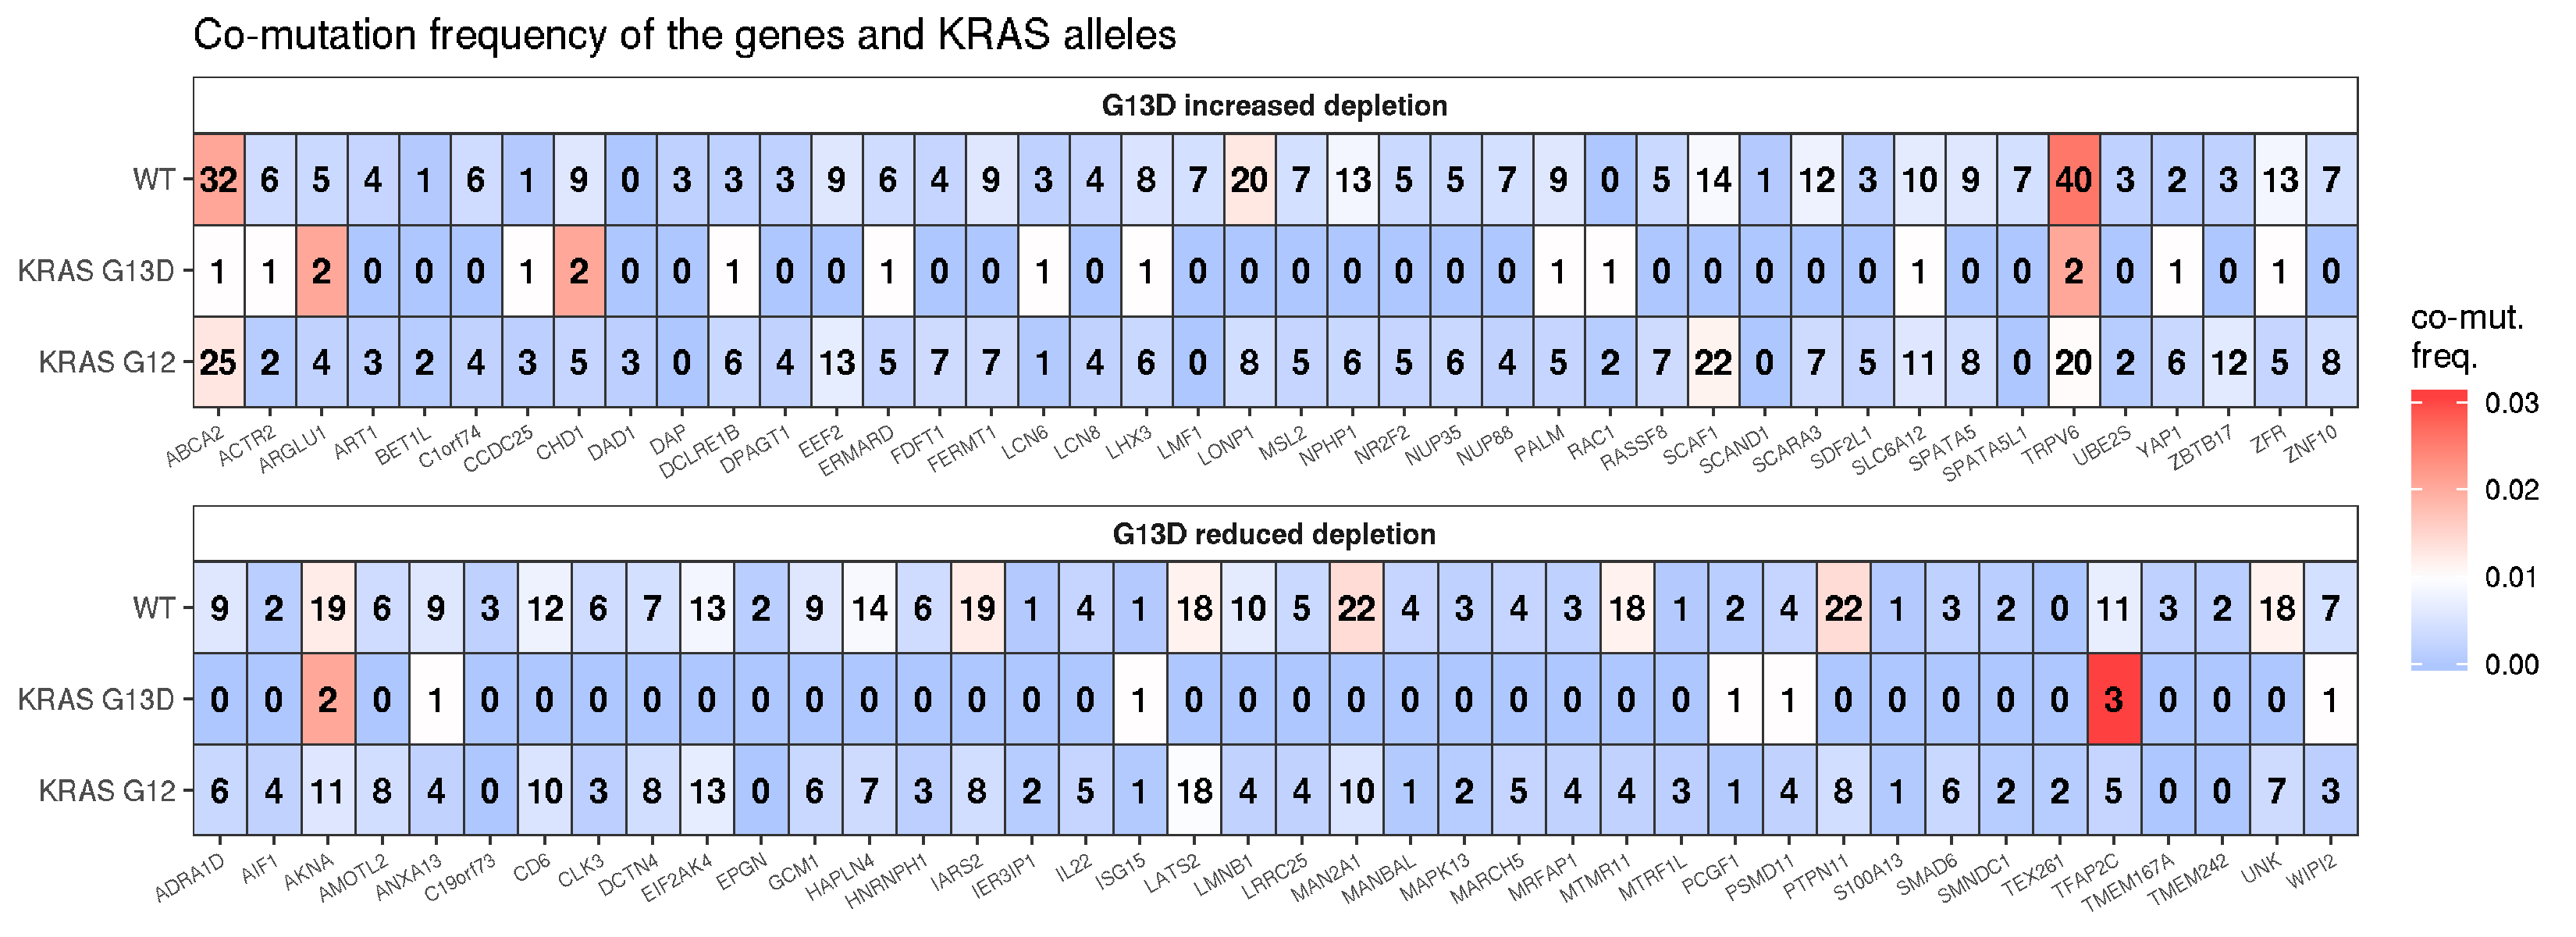 Co-mutation frequency of the genes and KRAS alleles
G13D increased depletion
WT 32 6 5 4 1 6 1 9 0 3 3 3 9 6 4 9 3 4 8 7 20 7 13 5 5 7 9 0 5 14 1 12 3 10 9 7 40 3 2 3 13 7
KRAS G13D 1 1 2 0 0 0 1 2 0 0 1 0 0 1 0 0 1 0 1 0 0 0 0 0 0 0 1 1 0 0 0 0 0 1 0 0 2 0 1 0 1 0
KRAS G12 25 2 4 3 2 4 3 5 3 0 6 4 13 5 7 7 1 4 6 0 8 5 6 5 6 4 5 2 7 22 0 7 5 11 8 0 20 2 6 12 5 8
ABCA2 ACTR2 ARGLU1 ART1 BET1L C1orf74 CCDC25 CHD1 DAD1 DAP DCLRE1B DPAGT1 EEF2 ERMARD FDFT1 FERMT1 LCN6 LCN8 LHX3 LMF1 LONP1 MSL2 NPHP1 NR2F2 NUP35 NUP88 PALM RAC1 RASSF8 SCAF1 SCAND1 SCARA3 SDF2L1 SLC6A12 SPATA5 SPATA5L1 TRPV6 UBE2S YAP1 ZBTB17 ZFR ZNF10
G13D reduced depletion
WT 9 2 19 6 9 3 12 6 7 13 2 9 14 6 19 1 4 1 18 10 5 22 4 3 4 3 18 1 2 4 22 1 3 2 0 11 3 2 18 7
KRAS G13D 0 0 2 0 1 0 0 0 0 0 0 0 0 0 0 0 0 1 0 0 0 0 0 0 0 0 0 0 1 1 0 0 0 0 0 3 0 0 0 1
KRAS G12 6 4 11 8 4 0 10 3 8 13 0 6 7 3 8 2 5 1 18 4 4 10 1 2 5 4 4 3 1 4 8 1 6 2 2 5 0 0 7 3
ADRA1D AIF1 AKNA AMOTL2 ANXA13 C19orf73 CD6 CLK3 DCTN4 EIF2AK4 EPGN GCM1 HAPLN4 HNRNPH1 IARS2 IER3IP1 IL22 ISG15 LATS2 LMNB1 LRRC25 MAN2A1 MANBAL MAPK13 MARCH5 MRFAP1 MTMR11 MTRF1L PCGF1 PSMD11 PTPN11 S100A13 SMAD6 SMNDC1 TEX261 TFAP2C TMEM167A TMEM242 UNK WIPI2
co-mut.
freq.
0.03
0.02
0.01
0.00